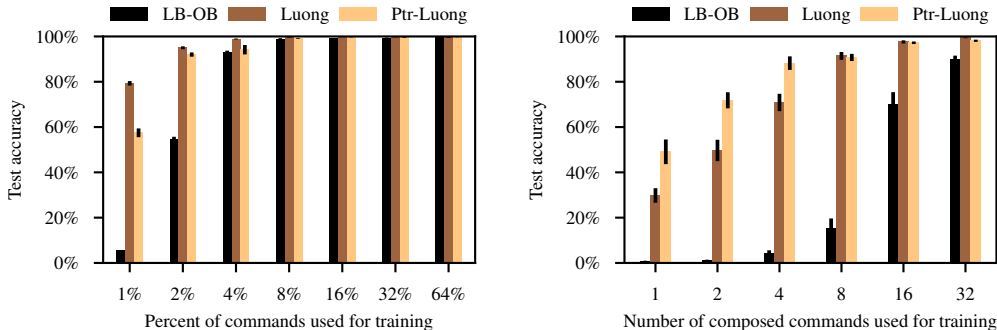 LB-OB Luong Ptr-Luong
100%
80%
60%
40%
20%
0%
Test accuracy
1% 2% 4% 8% 16% 32% 64%
Percent of commands used for training
LB-OB Luong Ptr-Luong
100%
80%
60%
40%
20%
0%
Test accuracy
1 2 4 8 16 32
Number of composed commands used for training